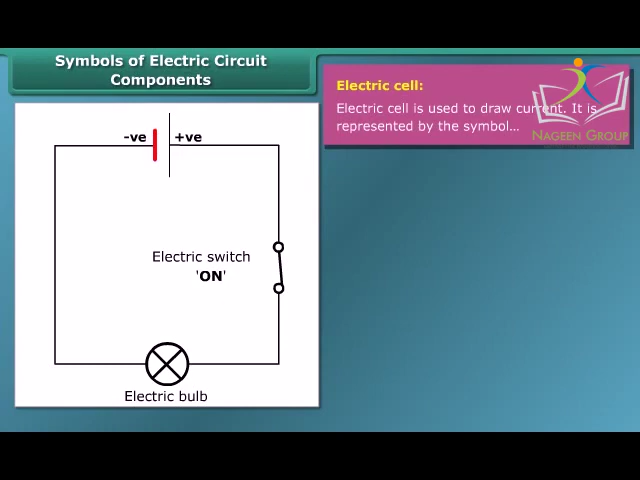 Symbols of Electric Circuit
Components
Electric cell:
Electric cell is used to draw current. It is
represented by the symbol...
NAGEEN GROUP
-ve
+ve
Electric switch
'ON'
Electric bulb